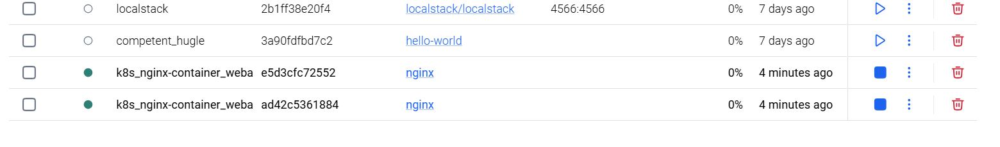 localstack 2b1ff38e20f4 localstack/localstack 4566:4566 0% 7 days ago
competent_hugle 3a90fdfbd7c2 hello-world 0% 7 days ago
k8s_nginx-container_weba e5d3cfc72552 nginx 0% 4 minutes ago
k8s_nginx-container_weba ad42c5361884 nginx 0% 4 minutes ago